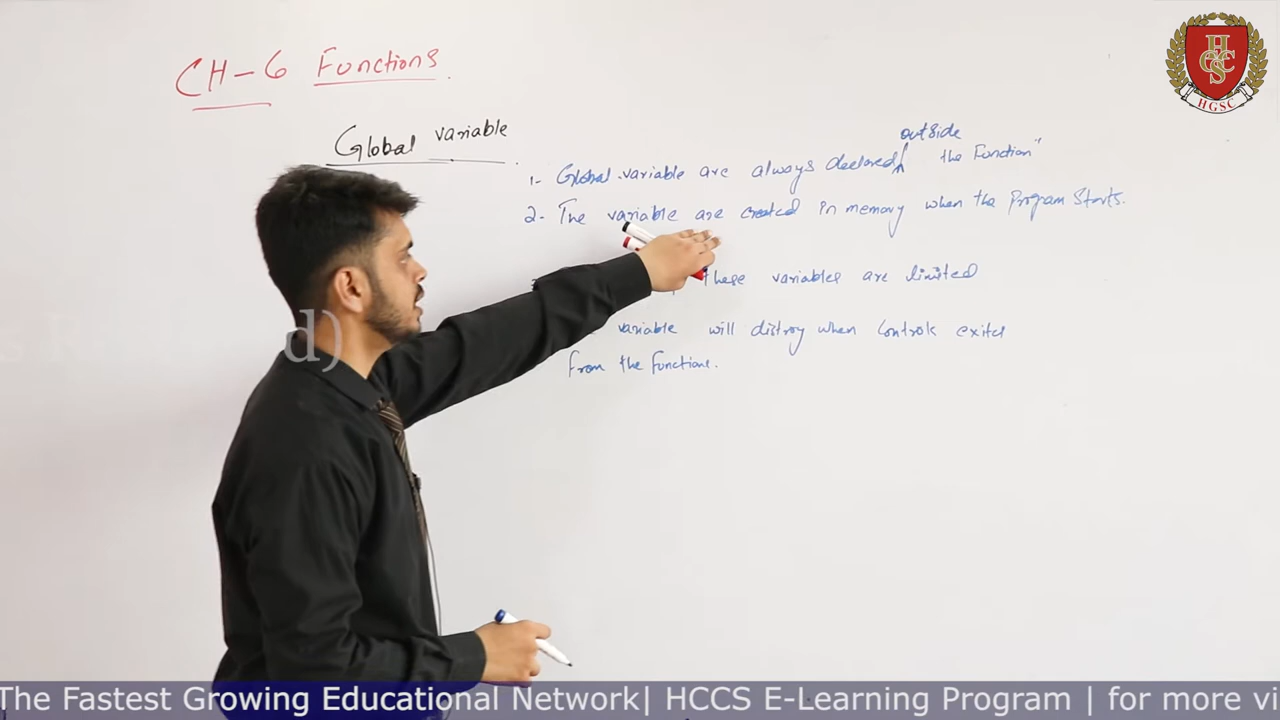 CH-6 Functions.
Global variable.
outside
1- Global variable are always declared the Function"
2- The variable are created in memory when the Program Starts.
these variables are limited
variable will distroy when Controls exited
From the Functions.
d)
HGSC
The Fastest Growing Educational Network| HCCS E-Learning Program | for more vi